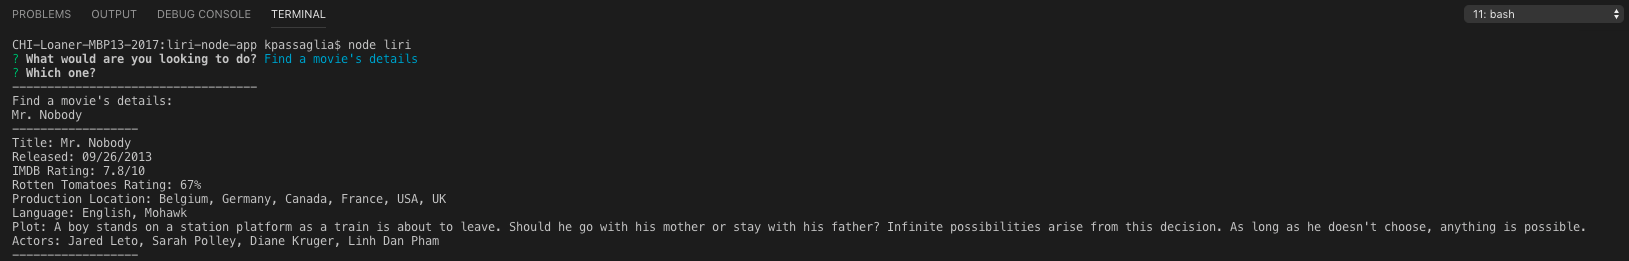 PROBLEMS OUTPUT DEBUG CONSOLE TERMINAL 11: bash
CHI-Loaner-MBP13-2017:liri-node-app kpassaglia$ node liri
? What would are you looking to do? Find a movie's details
? Which one?
-----------------------------------
Find a movie's details:
Mr. Nobody
------------------
Title: Mr. Nobody
Released: 09/26/2013
IMDB Rating: 7.8/10
Rotten Tomatoes Rating: 67%
Production Location: Belgium, Germany, Canada, France, USA, UK
Language: English, Mohawk
Plot: A boy stands on a station platform as a train is about to leave. Should he go with his mother or stay with his father? Infinite possibilities arise from this decision. As long as he doesn't choose, anything is possible.
Actors: Jared Leto, Sarah Polley, Diane Kruger, Linh Dan Pham
------------------